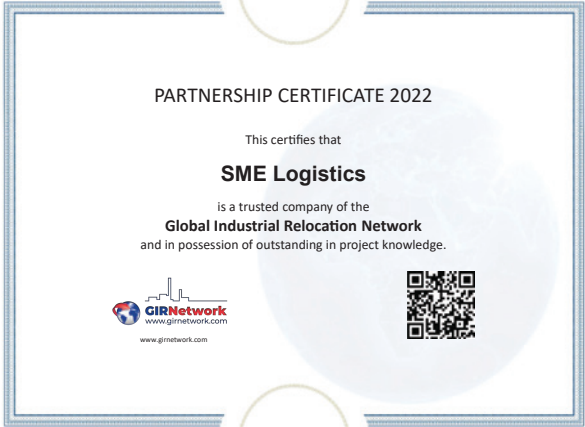 PARTNERSHIP CERTIFICATE 2022
This certifies that
SME Logistics
is a trusted company of the
Global Industrial Relocation Network
and in possession of outstanding in project knowledge.
GIRNetwork
www.girnetwork.com
www.girnetwork.com